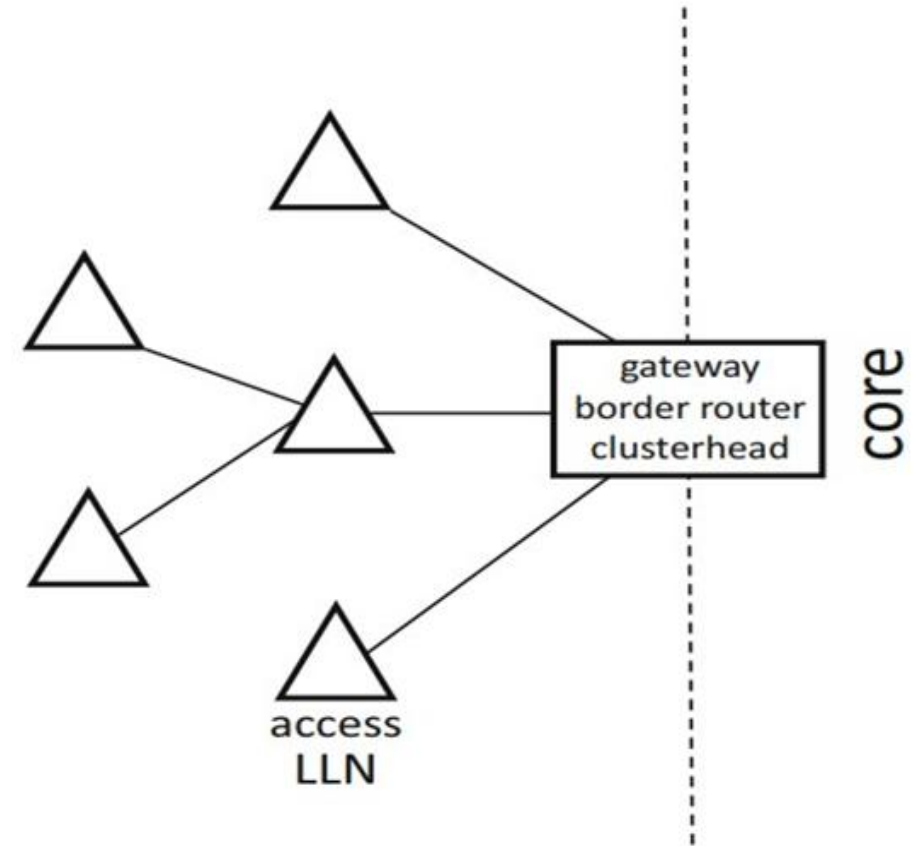 gateway
border router
clusterhead
core
access
LLN